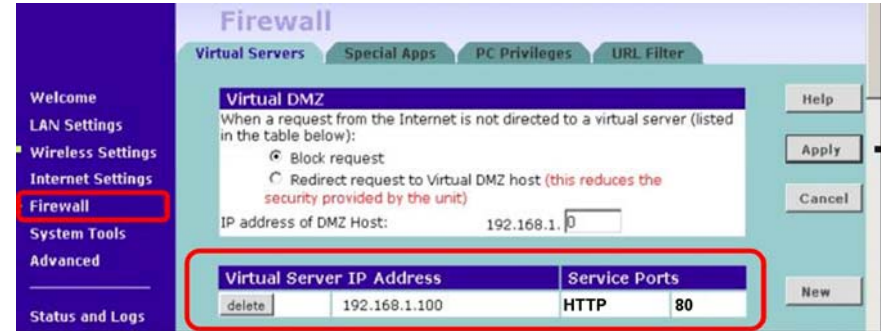 Firewall
Virtual Servers Special Apps PC Privileges URL Filter
Welcome
LAN Settings
Wireless Settings
Internet Settings
Firewall
System Tools
Advanced
Status and Logs
Virtual DMZ
When a request from the Internet is not directed to a virtual server (listed
in the table below):
Block request
Redirect request to Virtual DMZ host (this reduces the
security provided by the unit)
IP address of DMZ Host: 192.168.1. 0
Virtual Server IP Address Service Ports
delete 192.168.1.100 HTTP 80
Help
Apply
Cancel
New